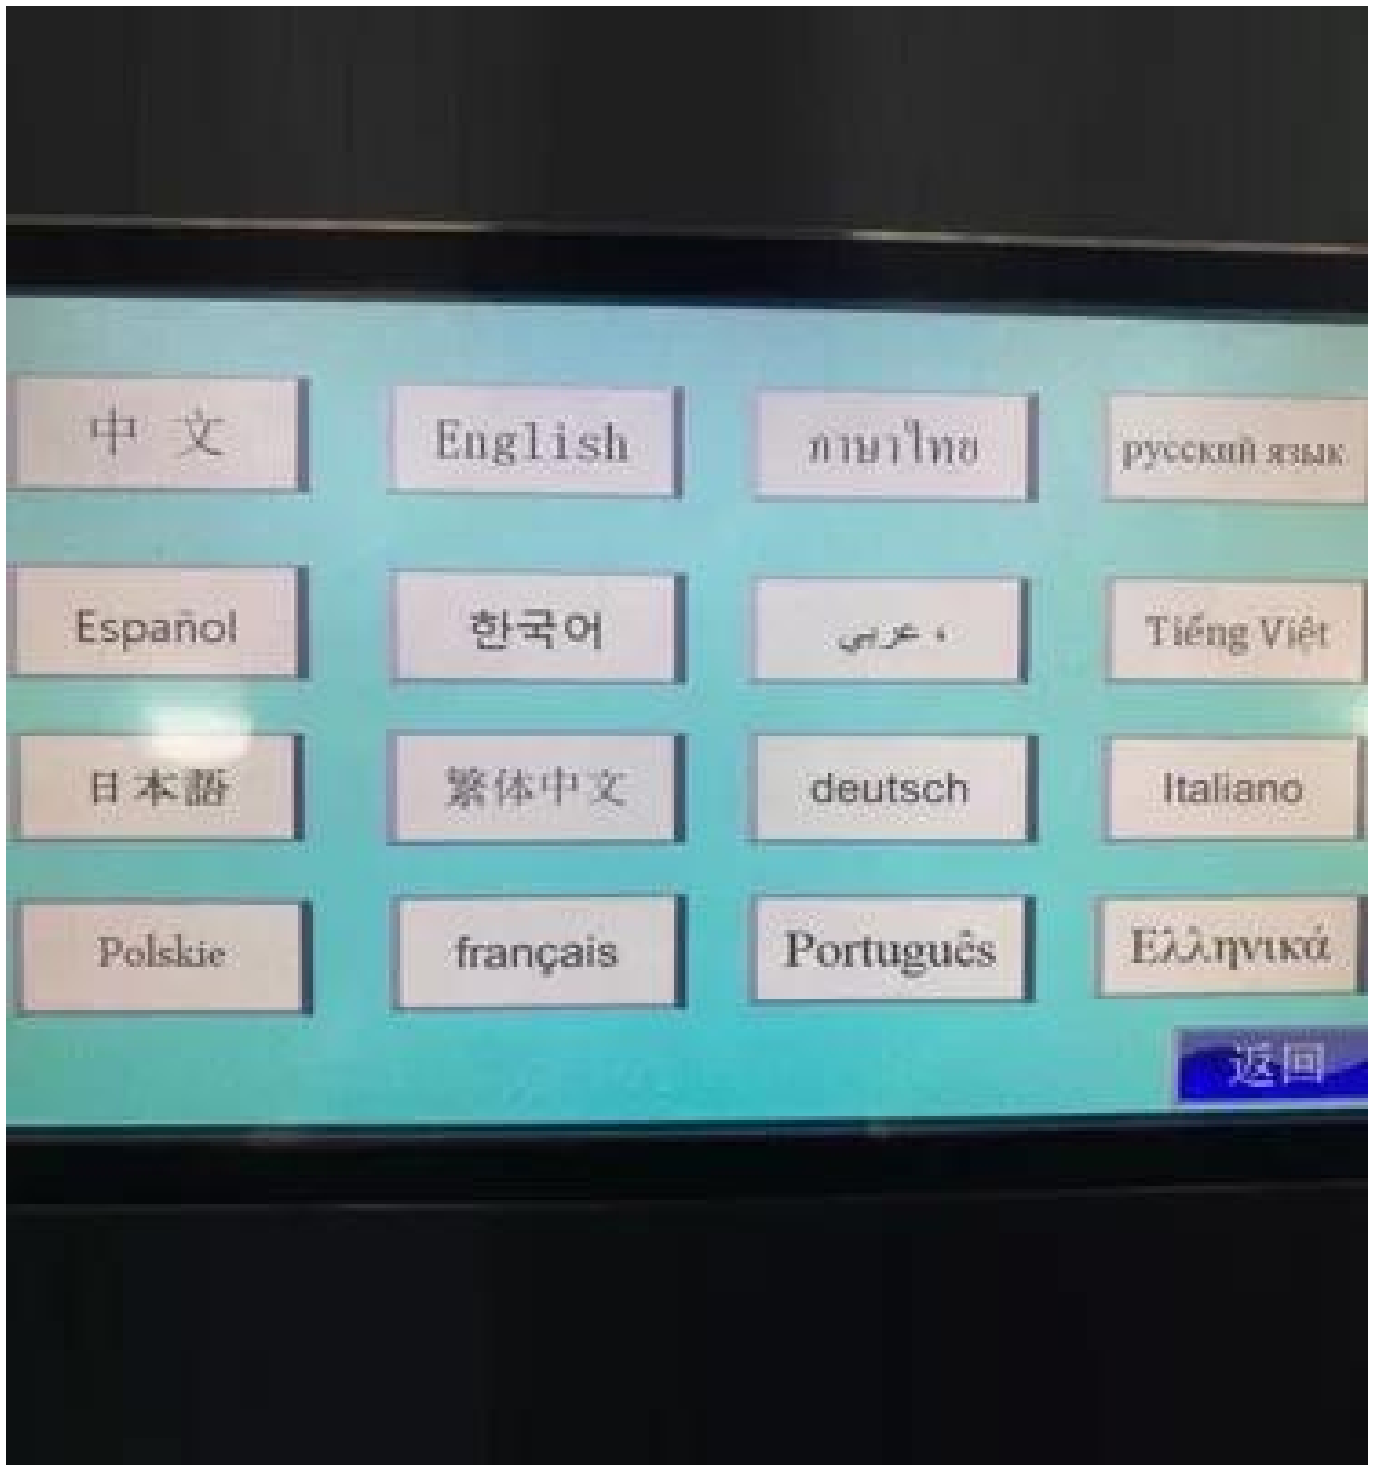 中文
English
ภาษาไทย
русский язык
Español
한국어
عربي ،
Tiếng Việt
日本語
繁体中文
deutsch
Italiano
Polskie
français
Português
Ελληνικά
返回